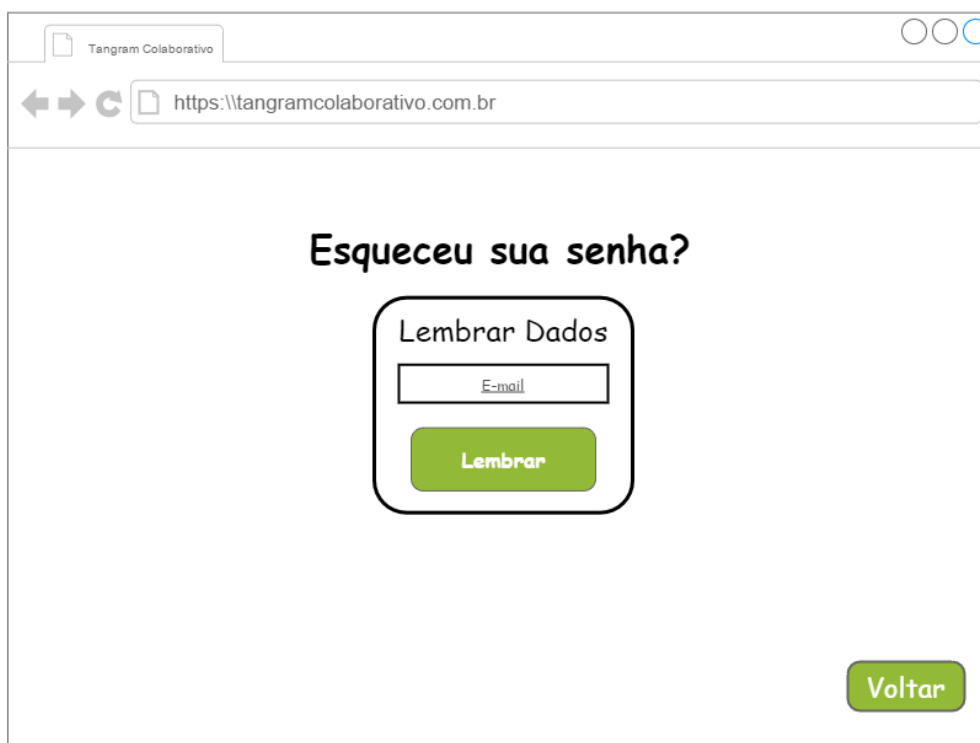 Tangram Colaborativo
https:\\tangramcolaborativo.com.br
Esqueceu sua senha?
Lembrar Dados
E-mail
Lembrar
Voltar